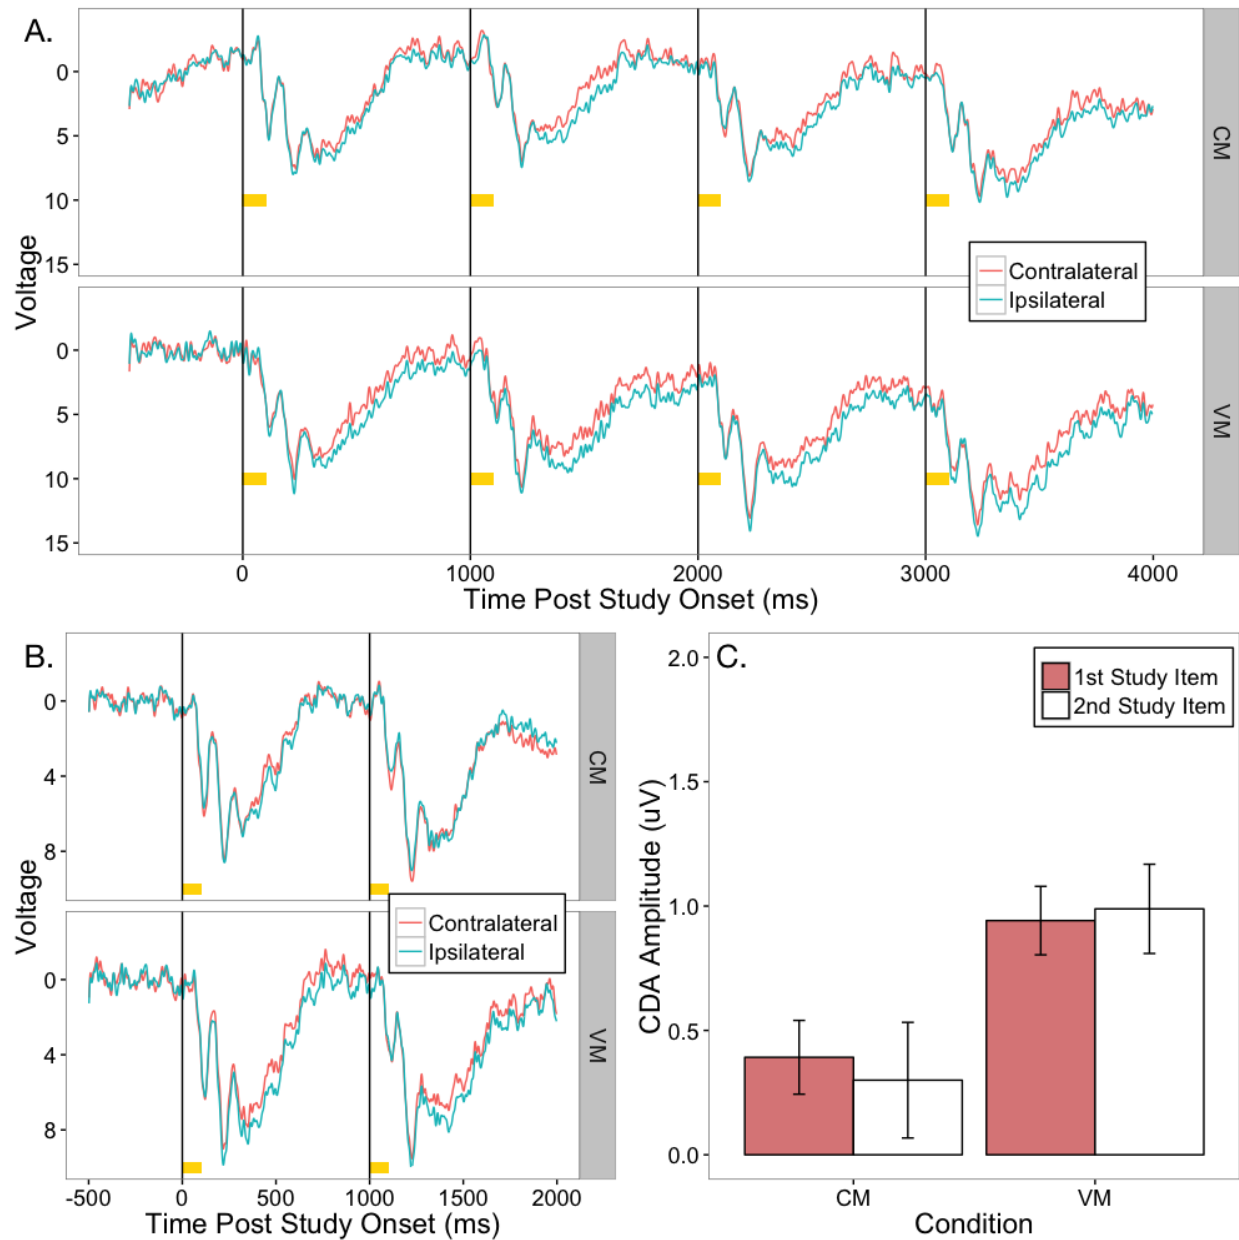 A.
0
5
10
15
CM
Voltage
Contralateral
Ipsilateral
0
5
10
15
VM
0 1000 2000 3000 4000
Time Post Study Onset (ms)
B.
0
4
8
CM
Voltage
Contralateral
Ipsilateral
0
4
8
VM
-500 0 500 1000 1500 2000
Time Post Study Onset (ms)
C.
1st Study Item
2nd Study Item
2.0
1.5
1.0
0.5
0.0
CDA Amplitude (uV)
CM VM
Condition